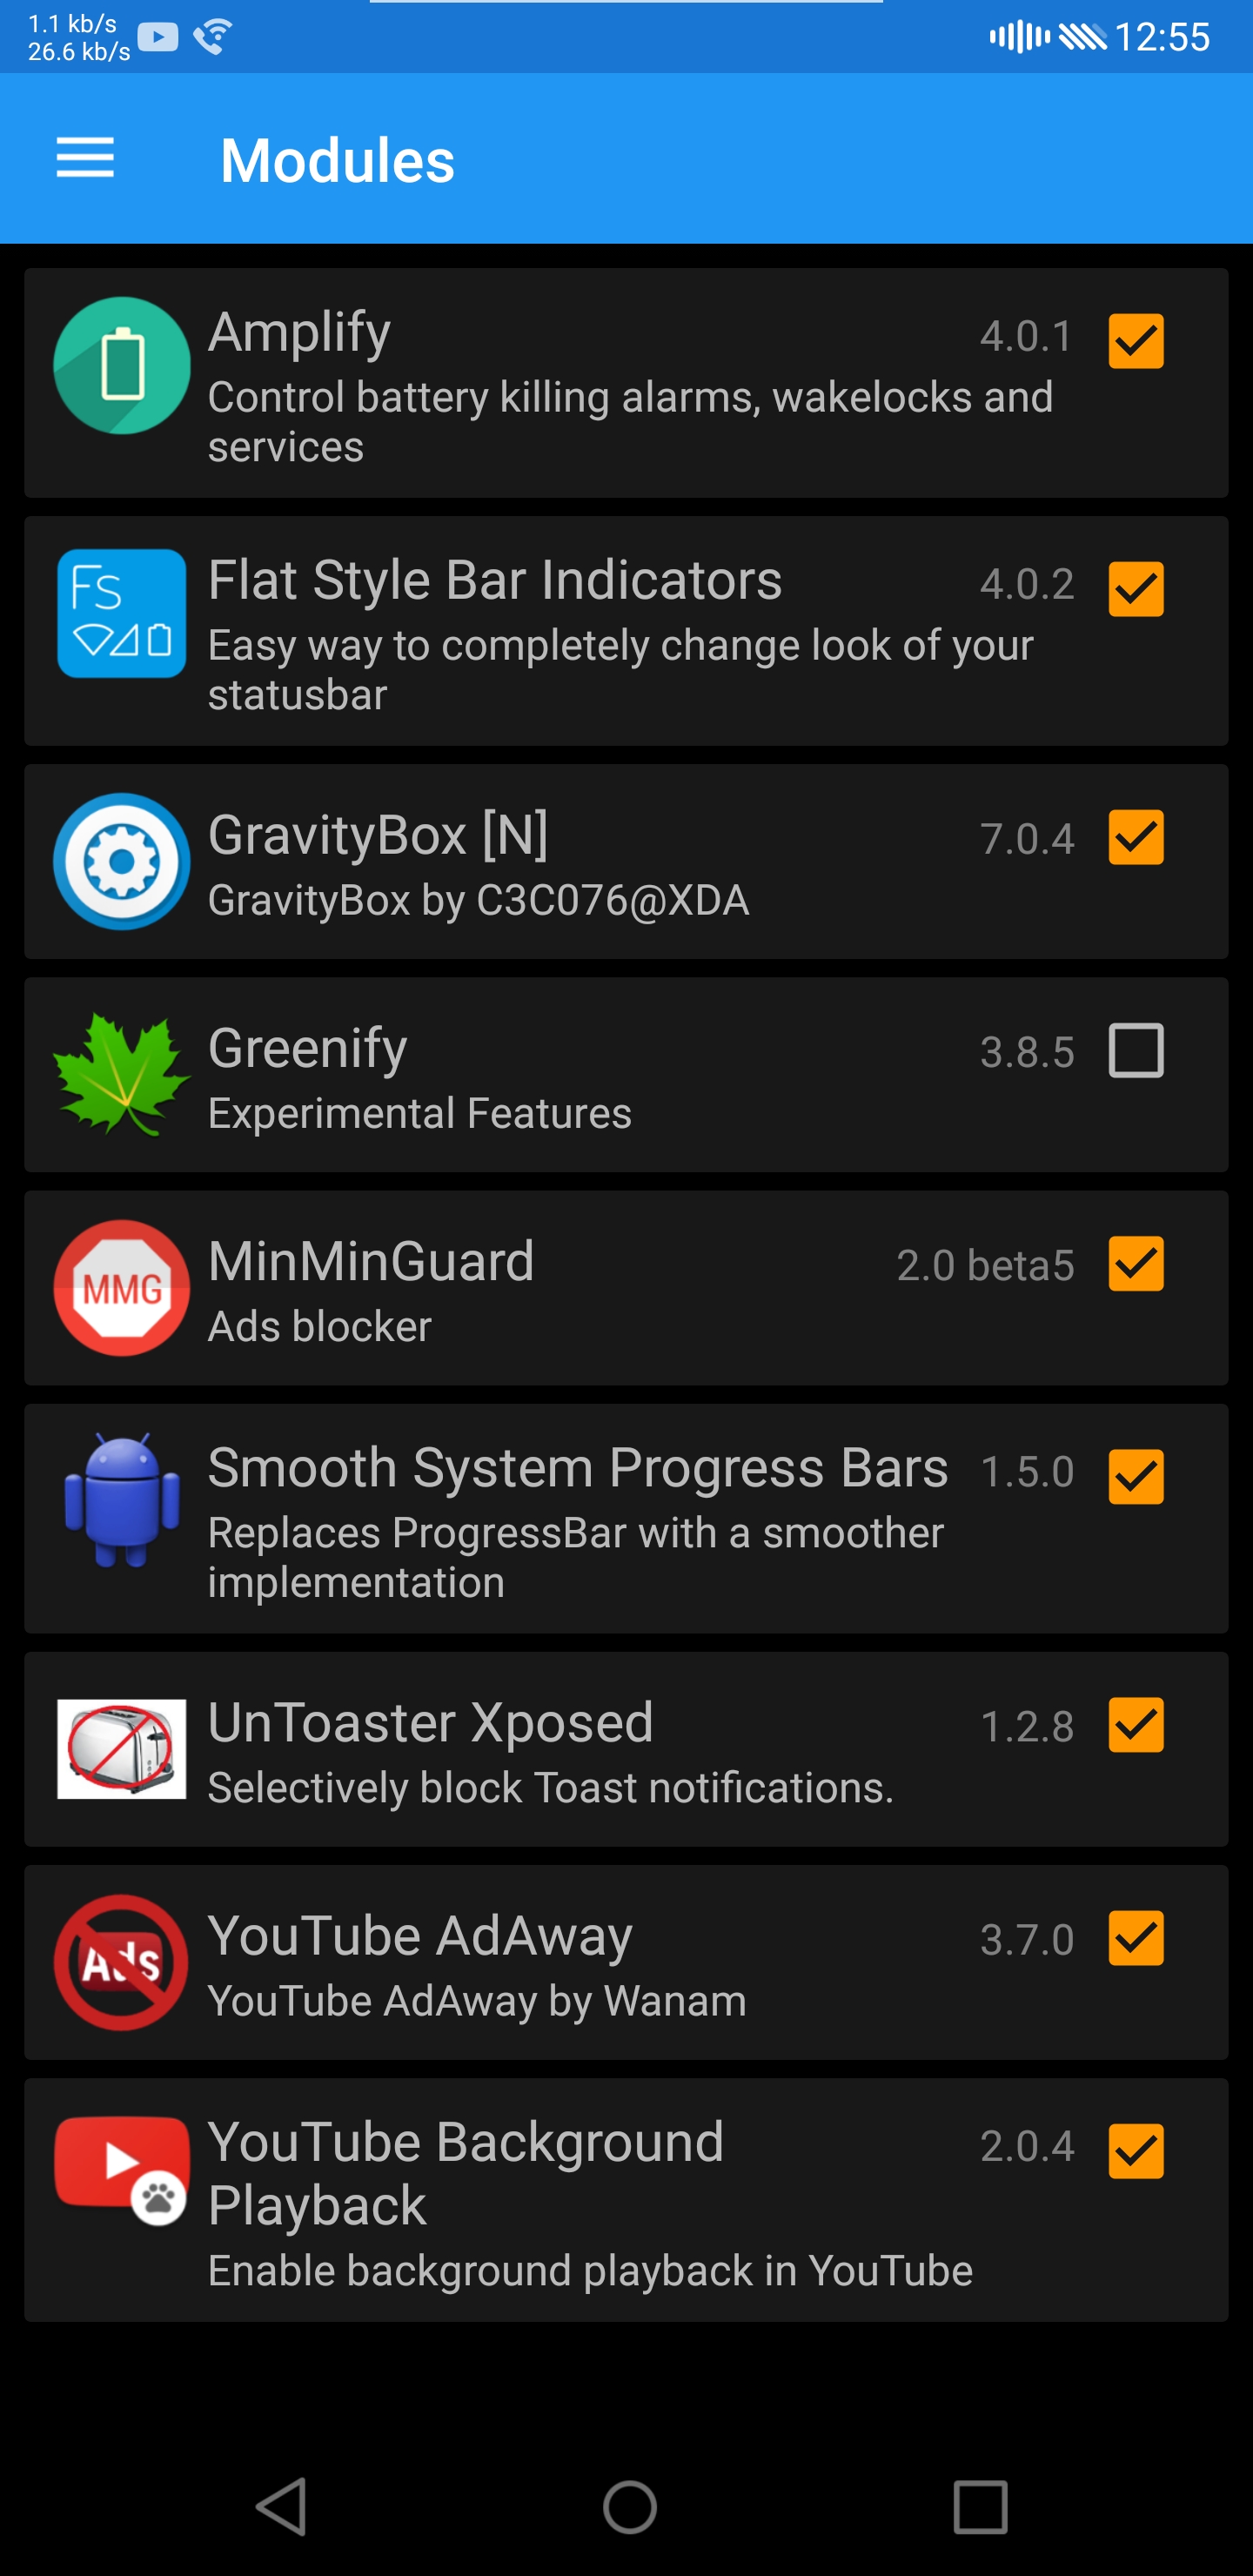 1.1 kb/s
26.6 kb/s
12:55
Modules
Amplify 4.0.1
Control battery killing alarms, wakelocks and
services
FS
Flat Style Bar Indicators 4.0.2
Easy way to completely change look of your
statusbar
GravityBox [N] 7.0.4
GravityBox by C3C076@XDA
Greenify 3.8.5
Experimental Features
MMG
MinMinGuard 2.0 beta5
Ads blocker
Smooth System Progress Bars 1.5.0
Replaces ProgressBar with a smoother
implementation
UnToaster Xposed 1.2.8
Selectively block Toast notifications.
Ads
YouTube AdAway 3.7.0
YouTube AdAway by Wanam
YouTube Background 2.0.4
Playback
Enable background playback in YouTube